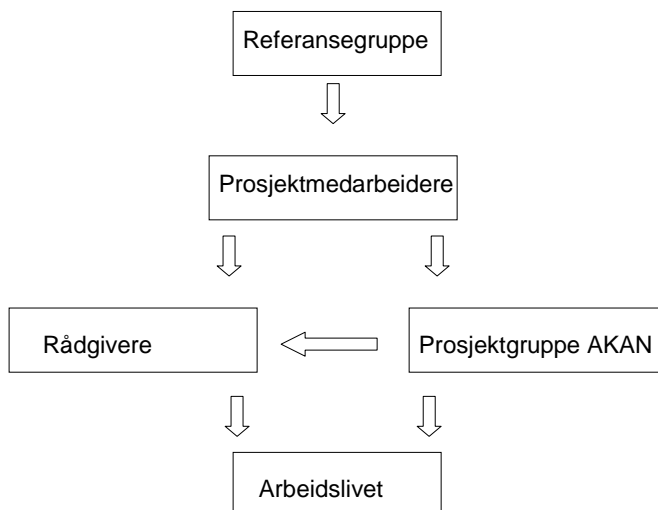 Referansegruppe
Prosjektmedarbeidere
Rådgivere
Prosjektgruppe AKAN
Arbeidslivet